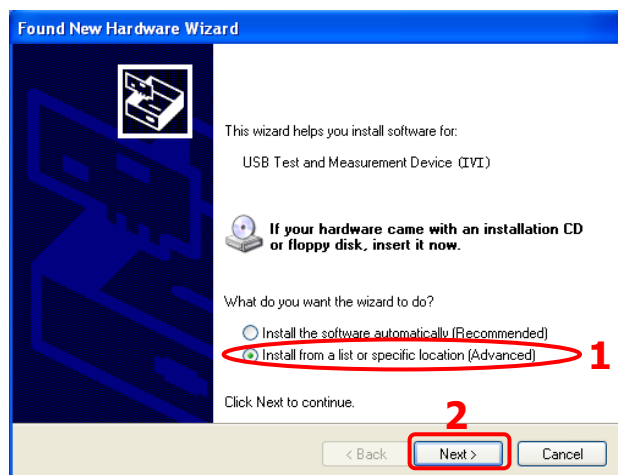 Found New Hardware Wizard
This wizard helps you install software for:
USB Test and Measurement Device (IVI)
If your hardware came with an installation CD
or floppy disk, insert it now.
What do you want the wizard to do?
Install the software automatically (Recommended)
Install from a list or specific location (Advanced)
1
Click Next to continue.
2
< Back
Next >
Cancel